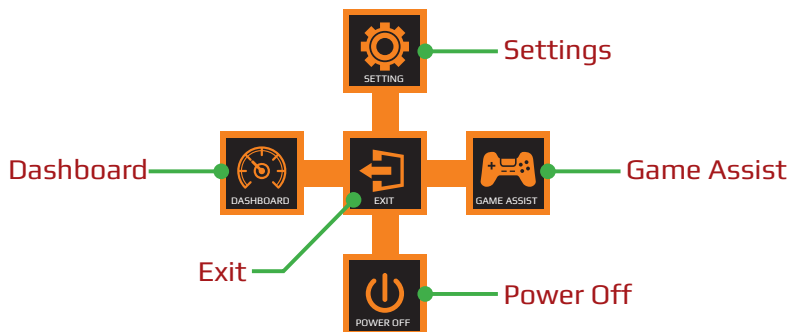 Settings
SETTING
Dashboard
DASHBOARD
EXIT
GAME ASSIST
Game Assist
Exit
Power Off
POWER OFF